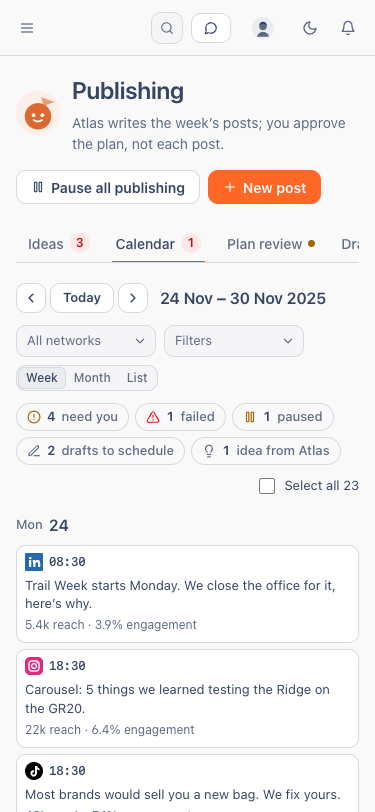 Publishing
Atlas writes the week's posts; you approve
the plan, not each post.
Pause all publishing
+ New post
Ideas 3
Calendar 1
Plan review
Dra
Today
24 Nov – 30 Nov 2025
All networks
Filters
Week
Month
List
4 need you
1 failed
1 paused
2 drafts to schedule
1 idea from Atlas
Select all 23
Mon 24
in 08:30
Trail Week starts Monday. We close the office for it,
here's why.
5.4k reach · 3.9% engagement
18:30
Carousel: 5 things we learned testing the Ridge on
the GR20.
22k reach · 6.4% engagement
18:30
Most brands would sell you a new bag. We fix yours.